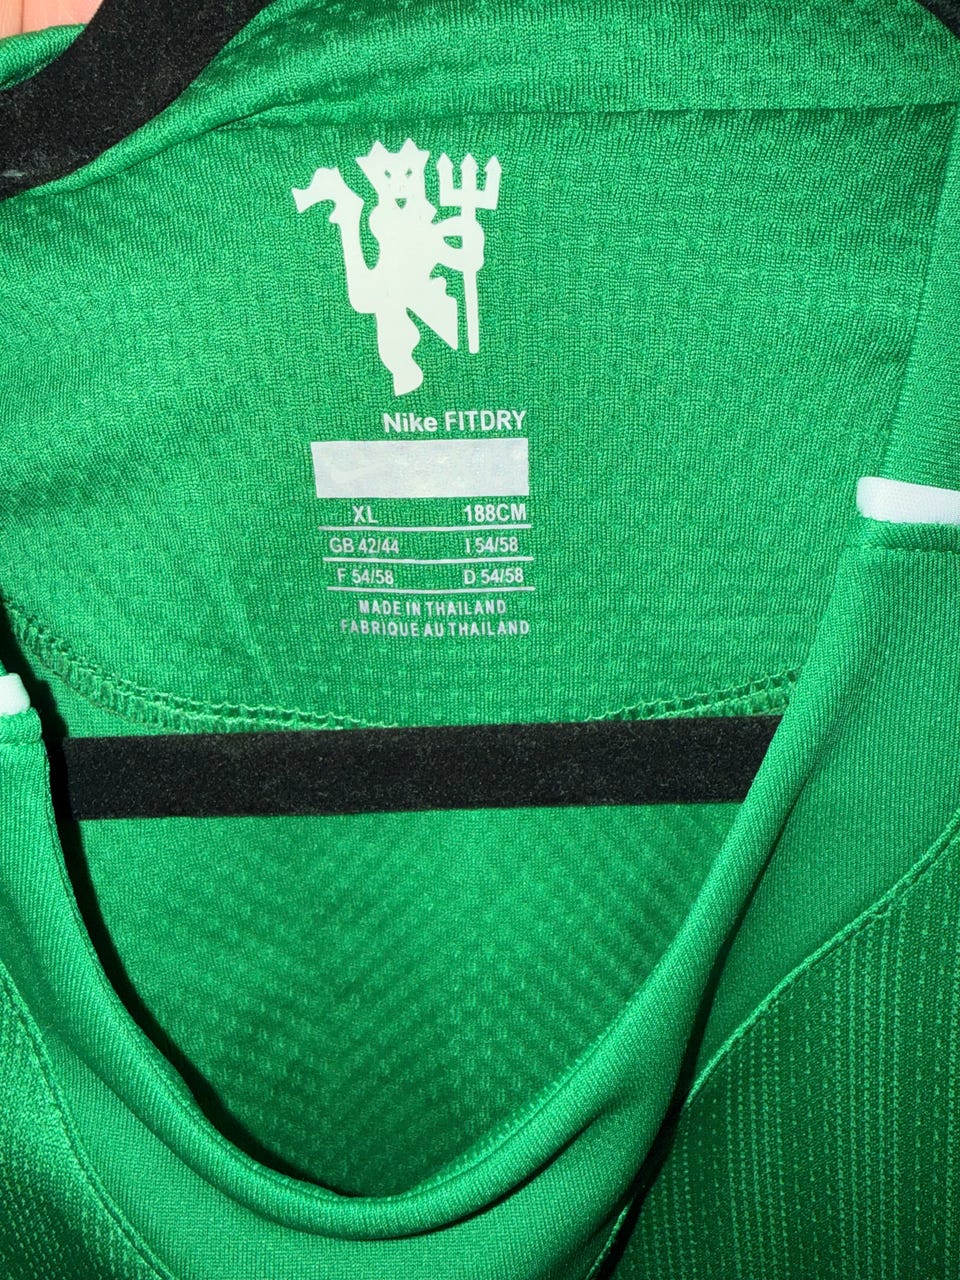 Nike FITDRY
XL 188CM
GB 42/44 I 54/58
F 54/58 D 54/58
MADE IN THAILAND
FABRIQUE AU THAILAND